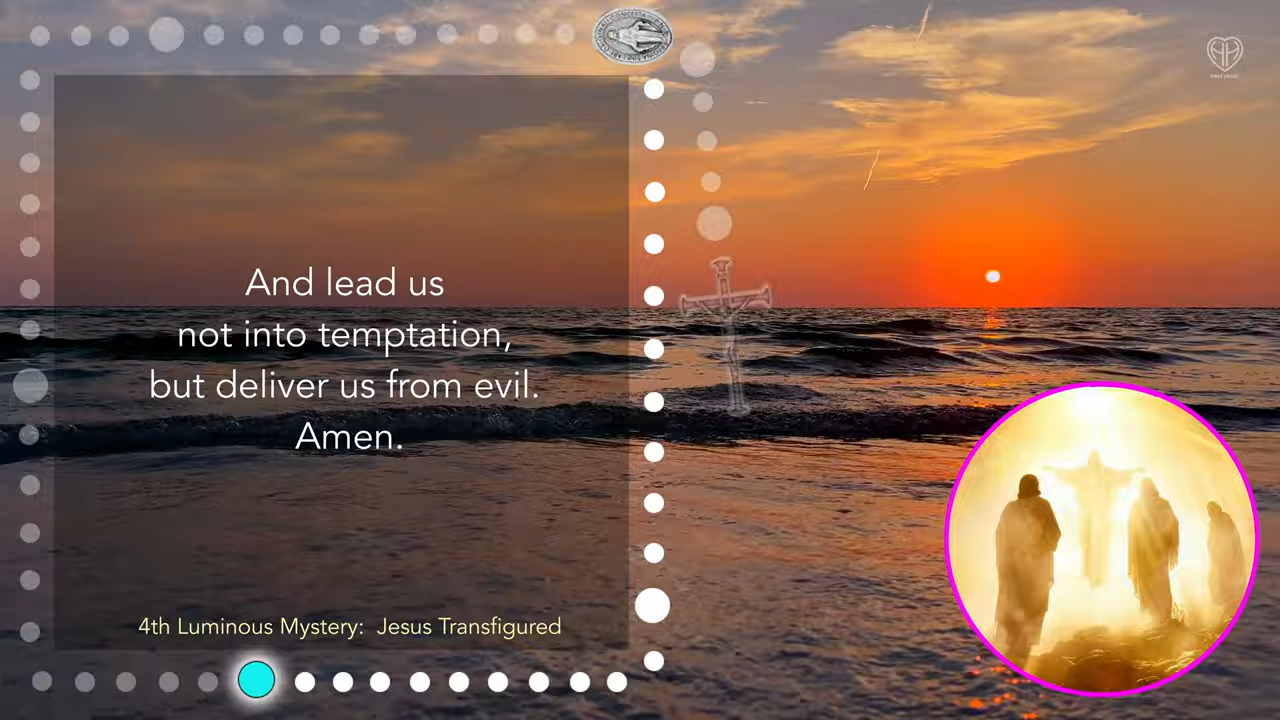 And lead us
not into temptation,
but deliver us from evil.
Amen.
4th Luminous Mystery:  Jesus Transfigured